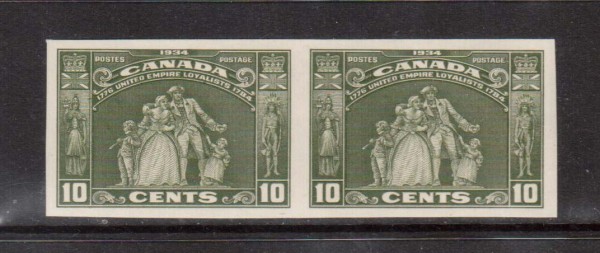 1934
POSTES POSTAGE
CANADA
1776 UNITED EMPIRE LOYALISTS 1784
10 CENTS 10
1934
POSTES POSTAGE
CANADA
1776 UNITED EMPIRE LOYALISTS 1784
10 CENTS 10